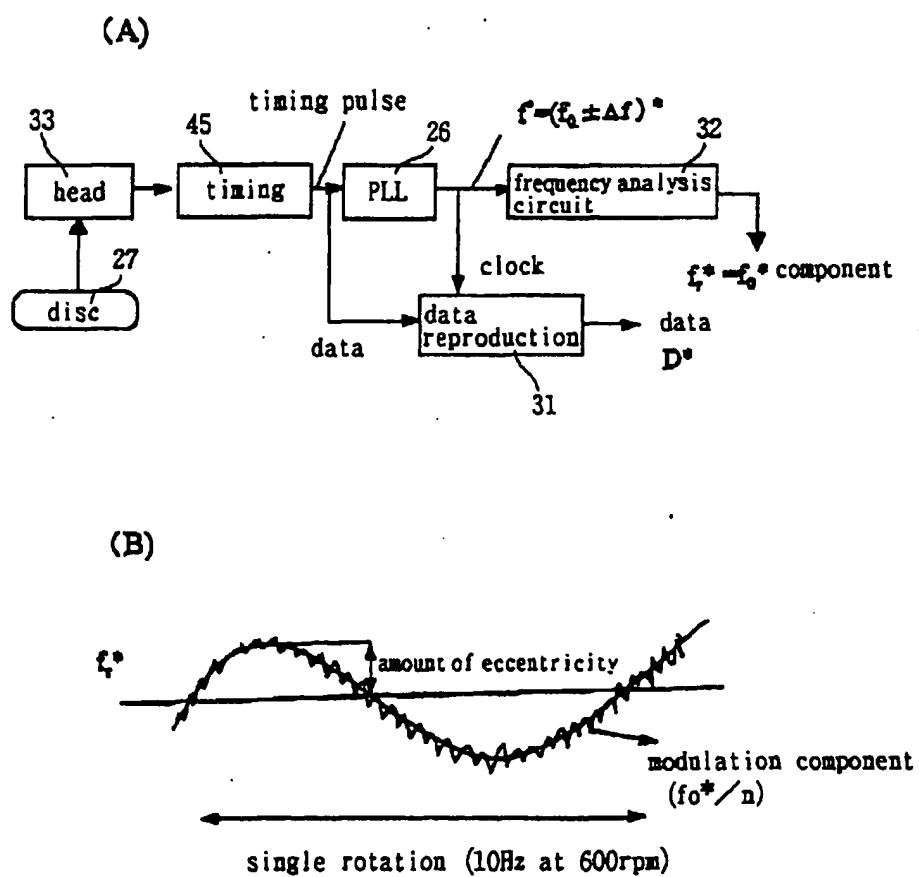 (A)
timing pulse
f=(f₀±Δf)*
33
45
26
32
head
timing
PLL
frequency analysis
circuit
27
clock
fᵣ*=f₀* component
disc
data
reproduction
data
data
D*
31
(B)
fᵣ*
amount of eccentricity
modulation component
(fo*/n)
single rotation (10Hz at 600rpm)